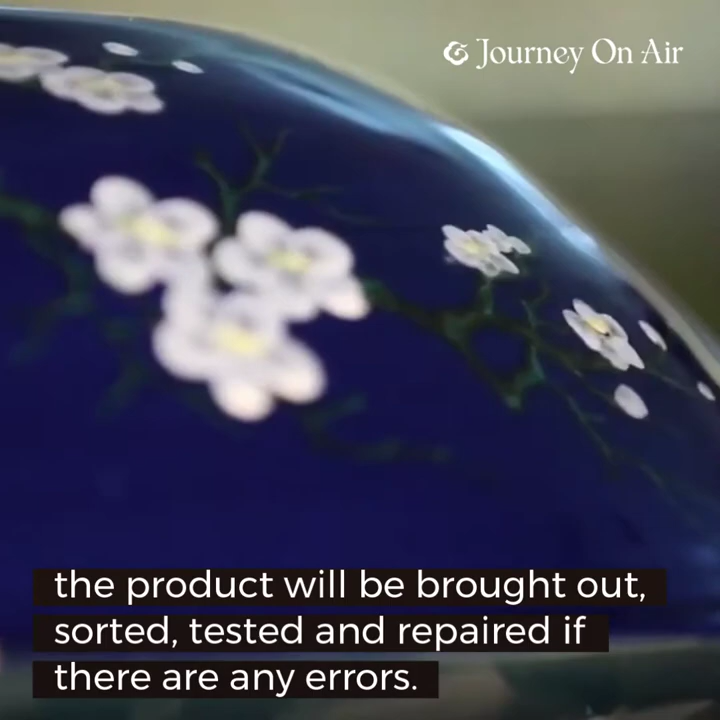 Journey On Air
the product will be brought out,
sorted, tested and repaired if
there are any errors.